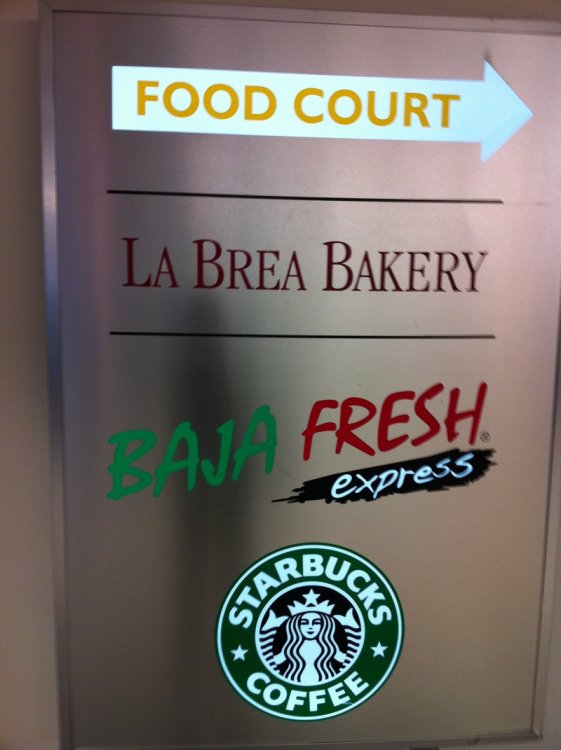 FOOD COURT
LA BREA BAKERY
BAJA FRESH®
express
STARBUCKS
COFFEE